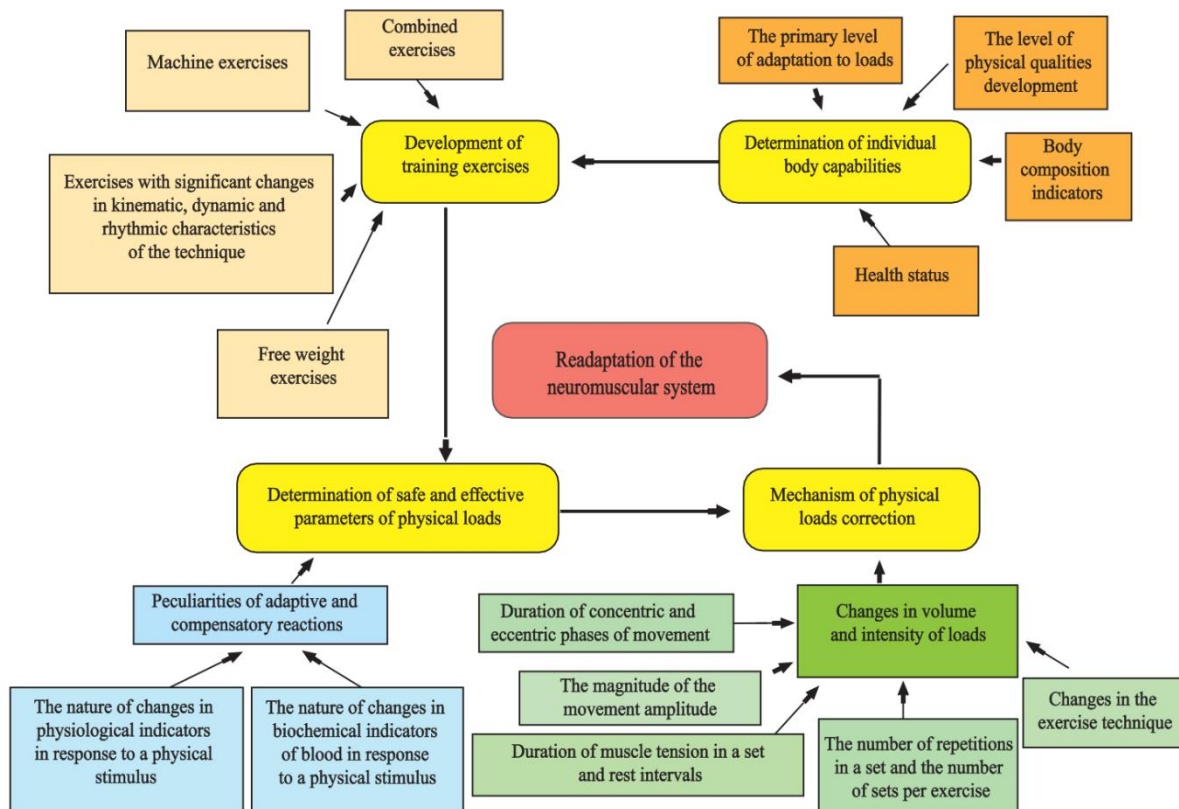 Combined
exercises
Machine exercises
The primary level
of adaptation to loads
The level of
physical qualities
development
Development of
training exercises
Determination of individual
body capabilities
Body
composition
indicators
Exercises with significant changes
in kinematic, dynamic and
rhythmic characteristics
of the technique
Health status
Free weight
exercises
Readaptation of the
neuromuscular system
Determination of safe and effective
parameters of physical loads
Mechanism of physical
loads correction
Peculiarities of adaptive and
compensatory reactions
Duration of concentric and
eccentric phases of movement
Changes in volume
and intensity of loads
The magnitude of the
movement amplitude
Changes in the
exercise technique
The nature of changes in
physiological indicators
in response to a physical
stimulus
The nature of changes in
biochemical indicators
of blood in response
to a physical stimulus
Duration of muscle tension in a set
and rest intervals
The number of repetitions
in a set and the number
of sets per exercise